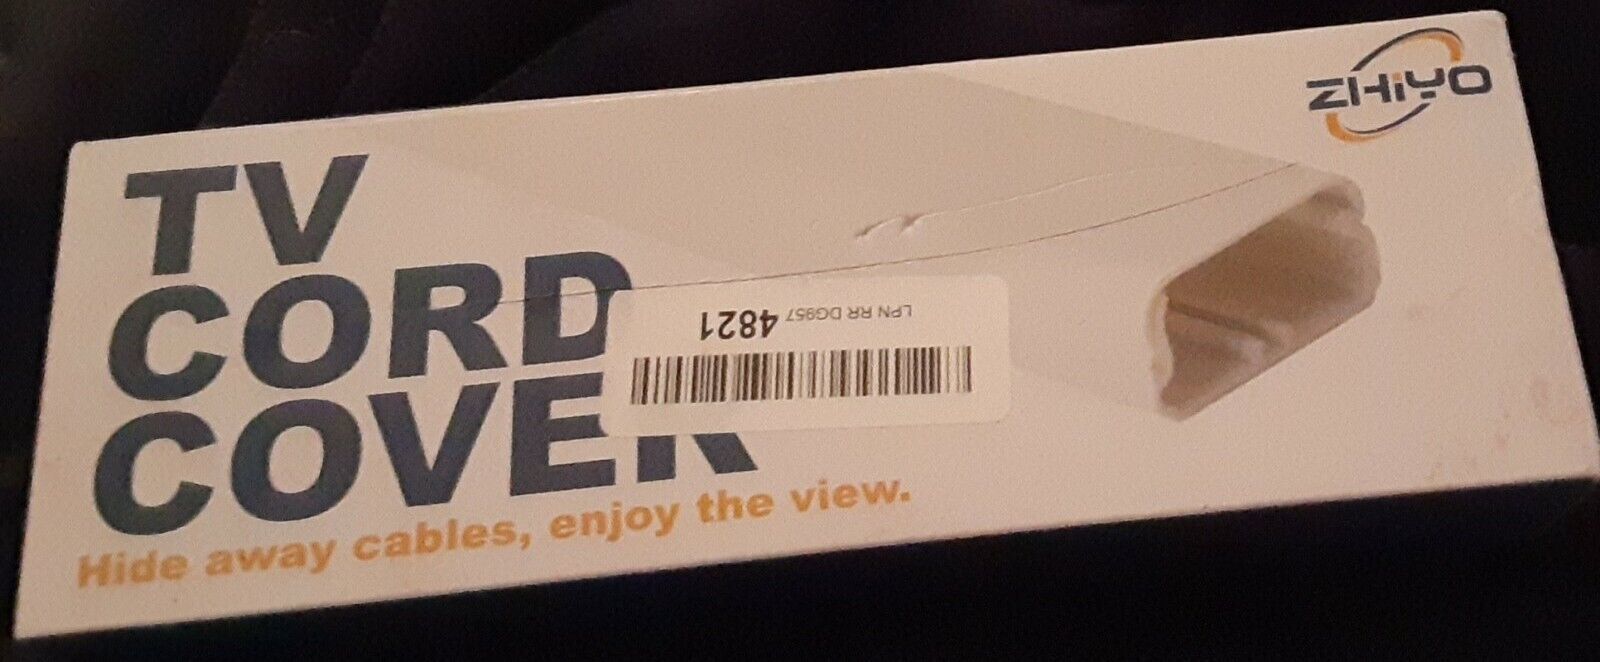 ZHiYO
TV
CORD
COVER
Hide away cables, enjoy the view.
LPN RR DG957 4821